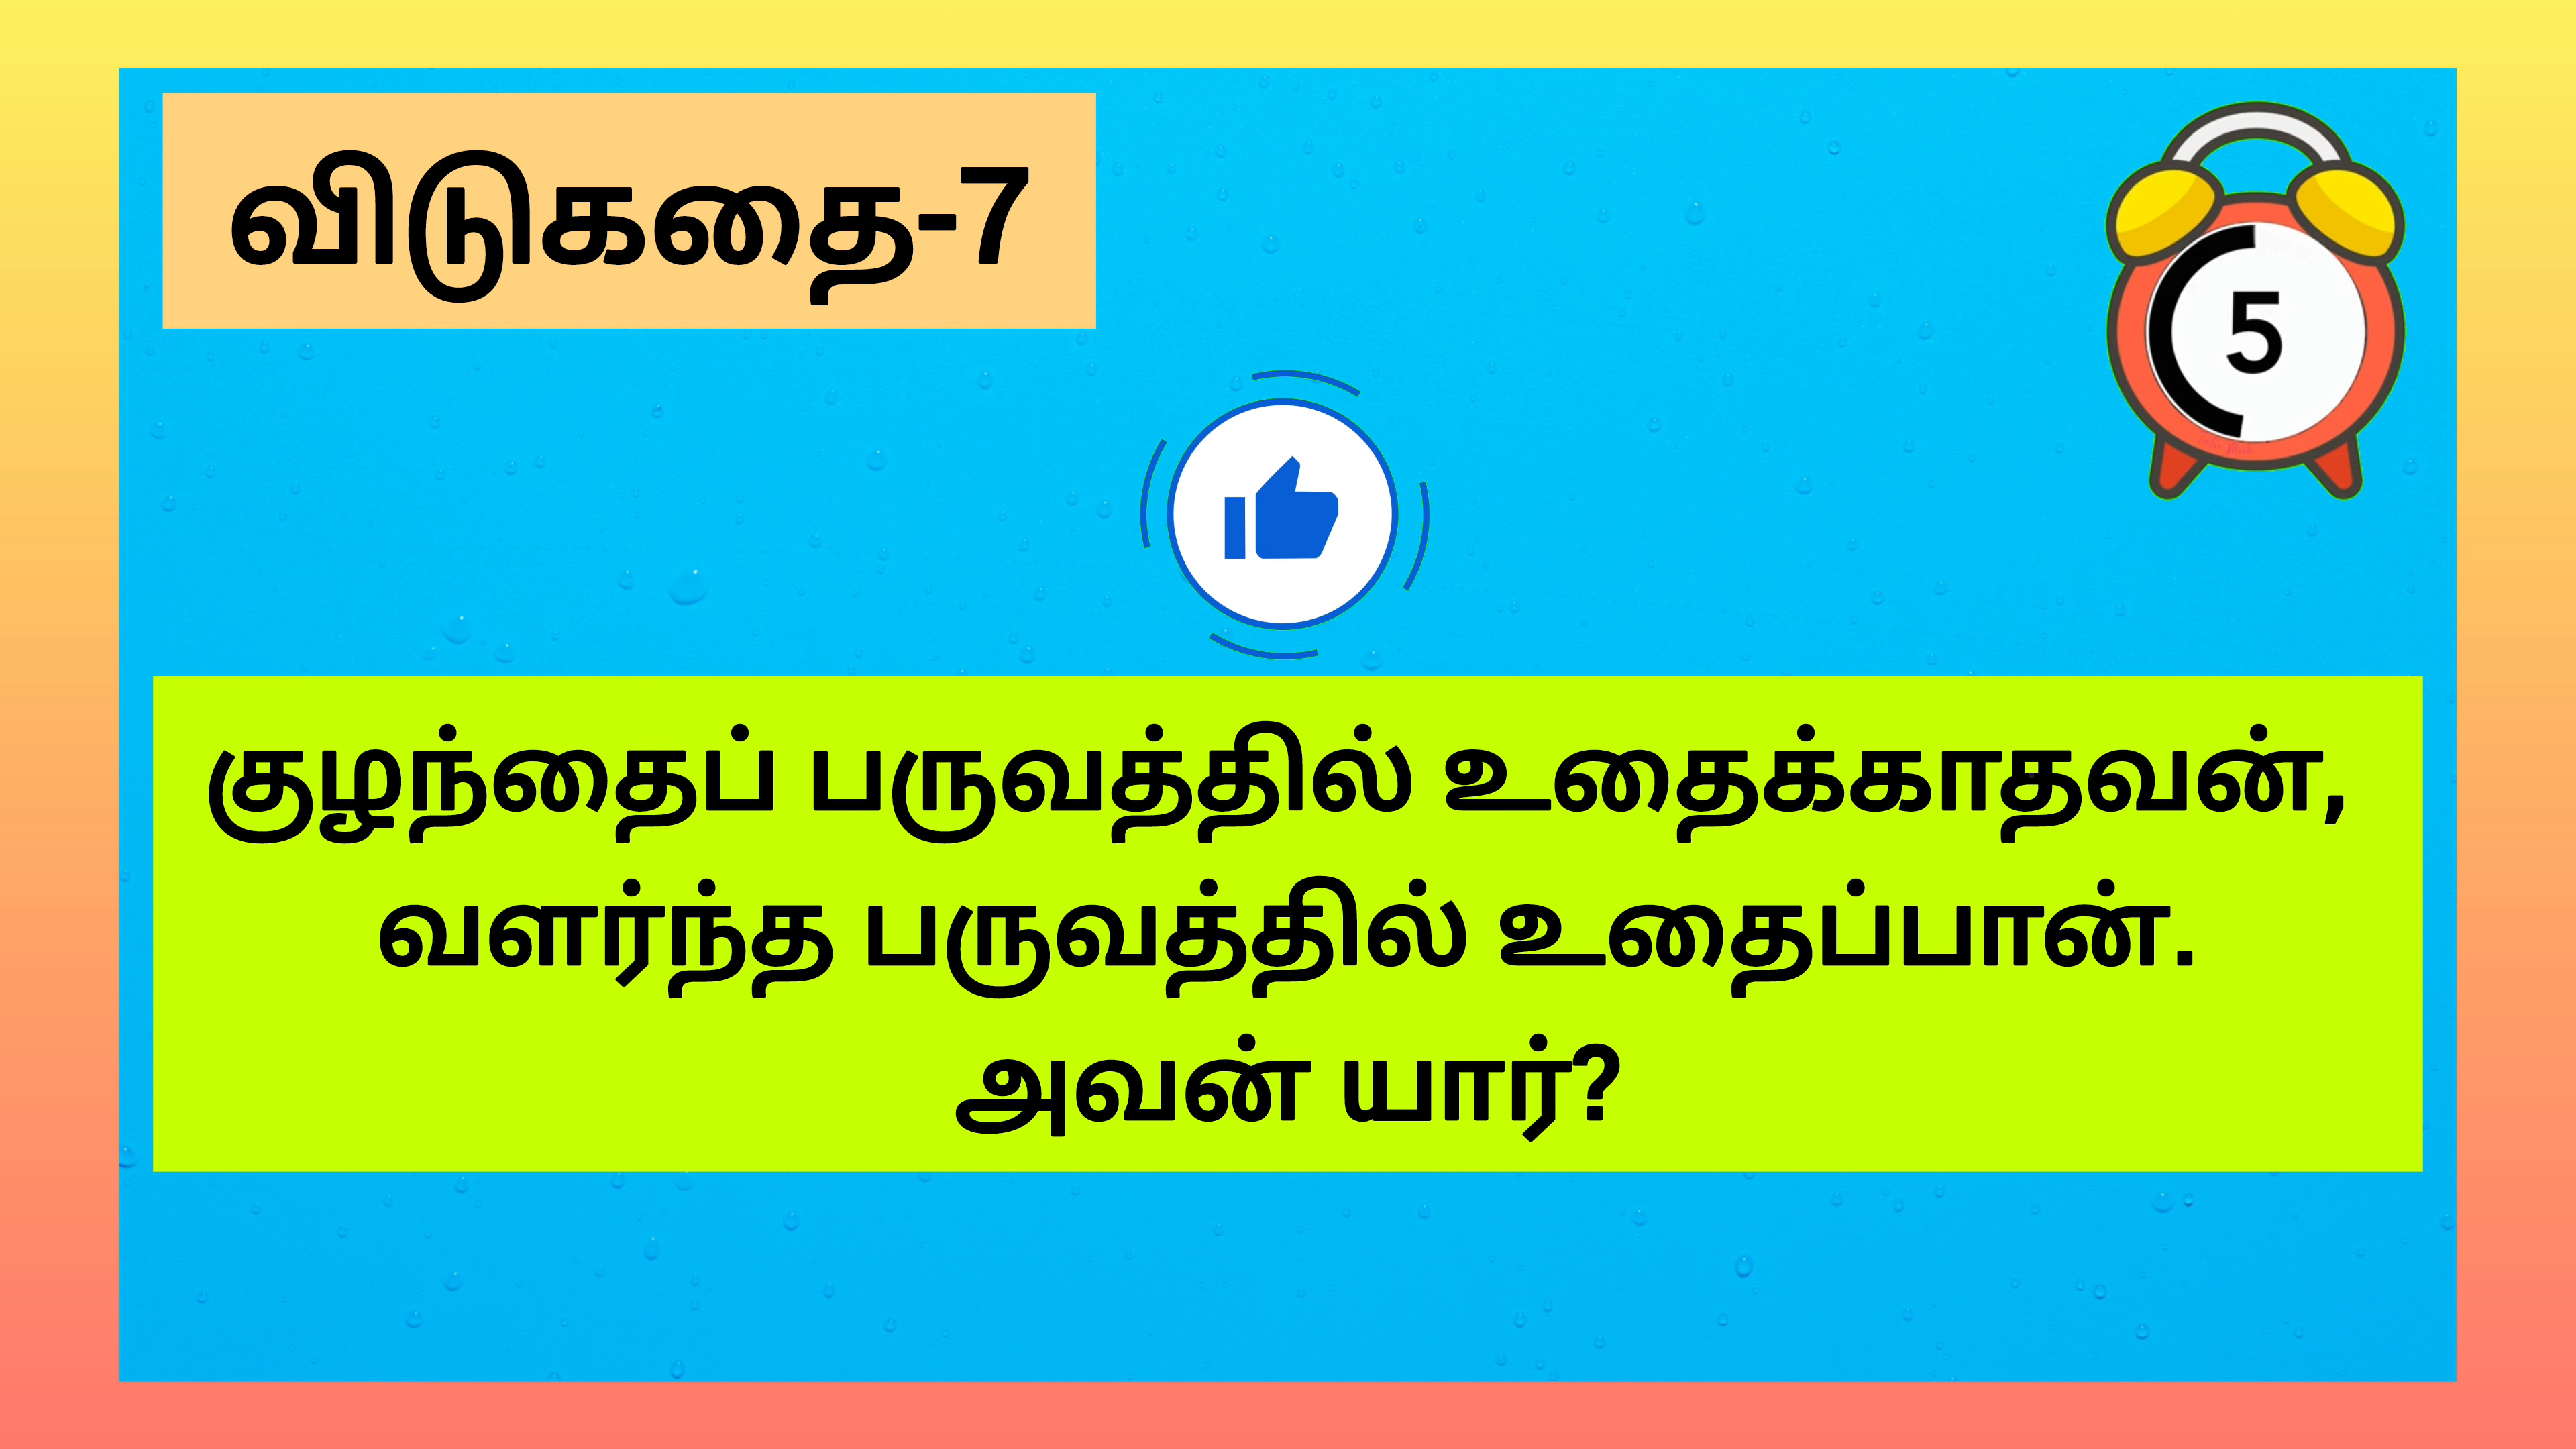 விடுகதை-7
5
குழந்தைப் பருவத்தில் உதைக்காதவன்,
வளர்ந்த பருவத்தில் உதைப்பான்.
அவன் யார்?